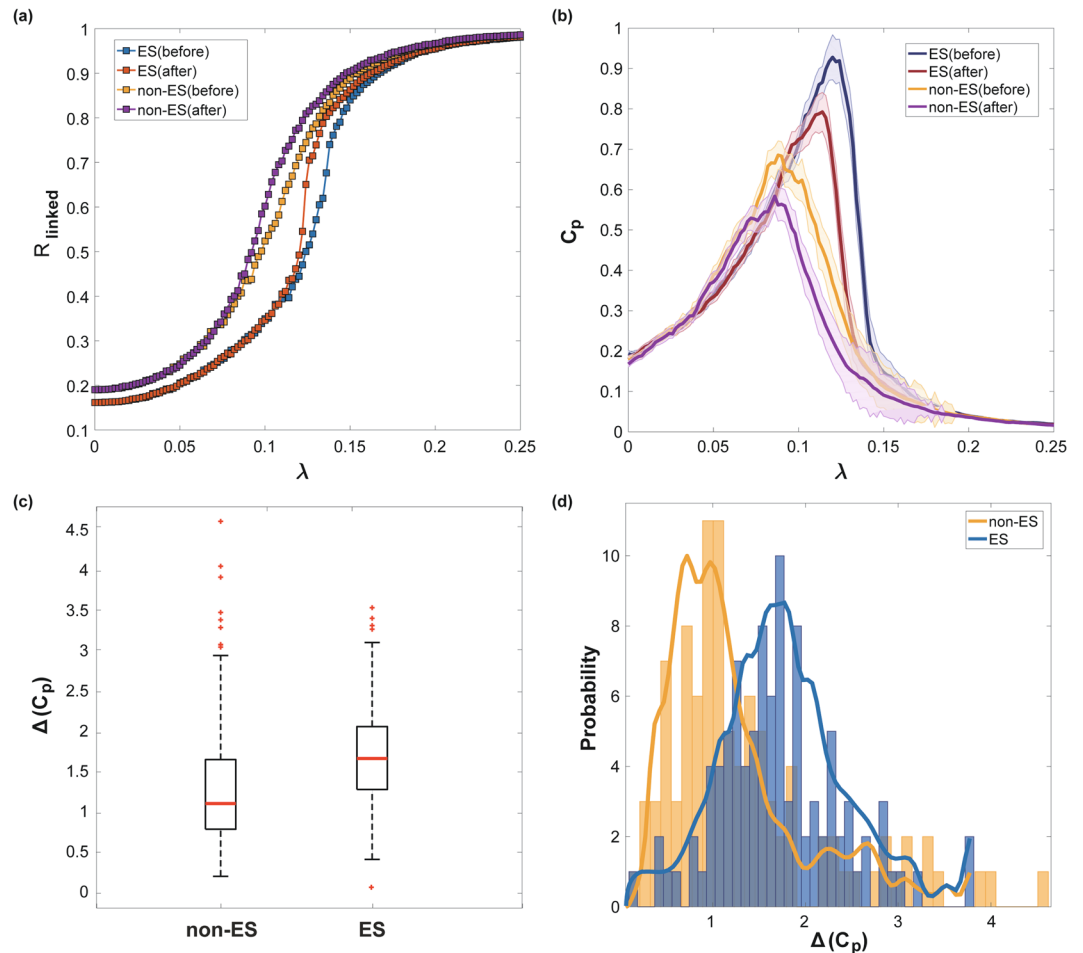 (a)
1
0.9
0.8
0.7
0.6
0.5
0.4
0.3
0.2
0.1
R linked
ES(before)
ES(after)
non-ES(before)
non-ES(after)
0 0.05 0.1 0.15 0.2 0.25
λ
(b)
1
0.9
0.8
0.7
0.6
0.5
0.4
0.3
0.2
0.1
0
Cp
ES(before)
ES(after)
non-ES(before)
non-ES(after)
0 0.05 0.1 0.15 0.2 0.25
λ
(c)
4.5
3.5
3
2.5
2
1.5
1
0.5
0
Δ(Cp)
non-ES ES
(d)
10
8
6
4
2
0
Probability
non-ES
ES
1 2 3 4
Δ(Cp)